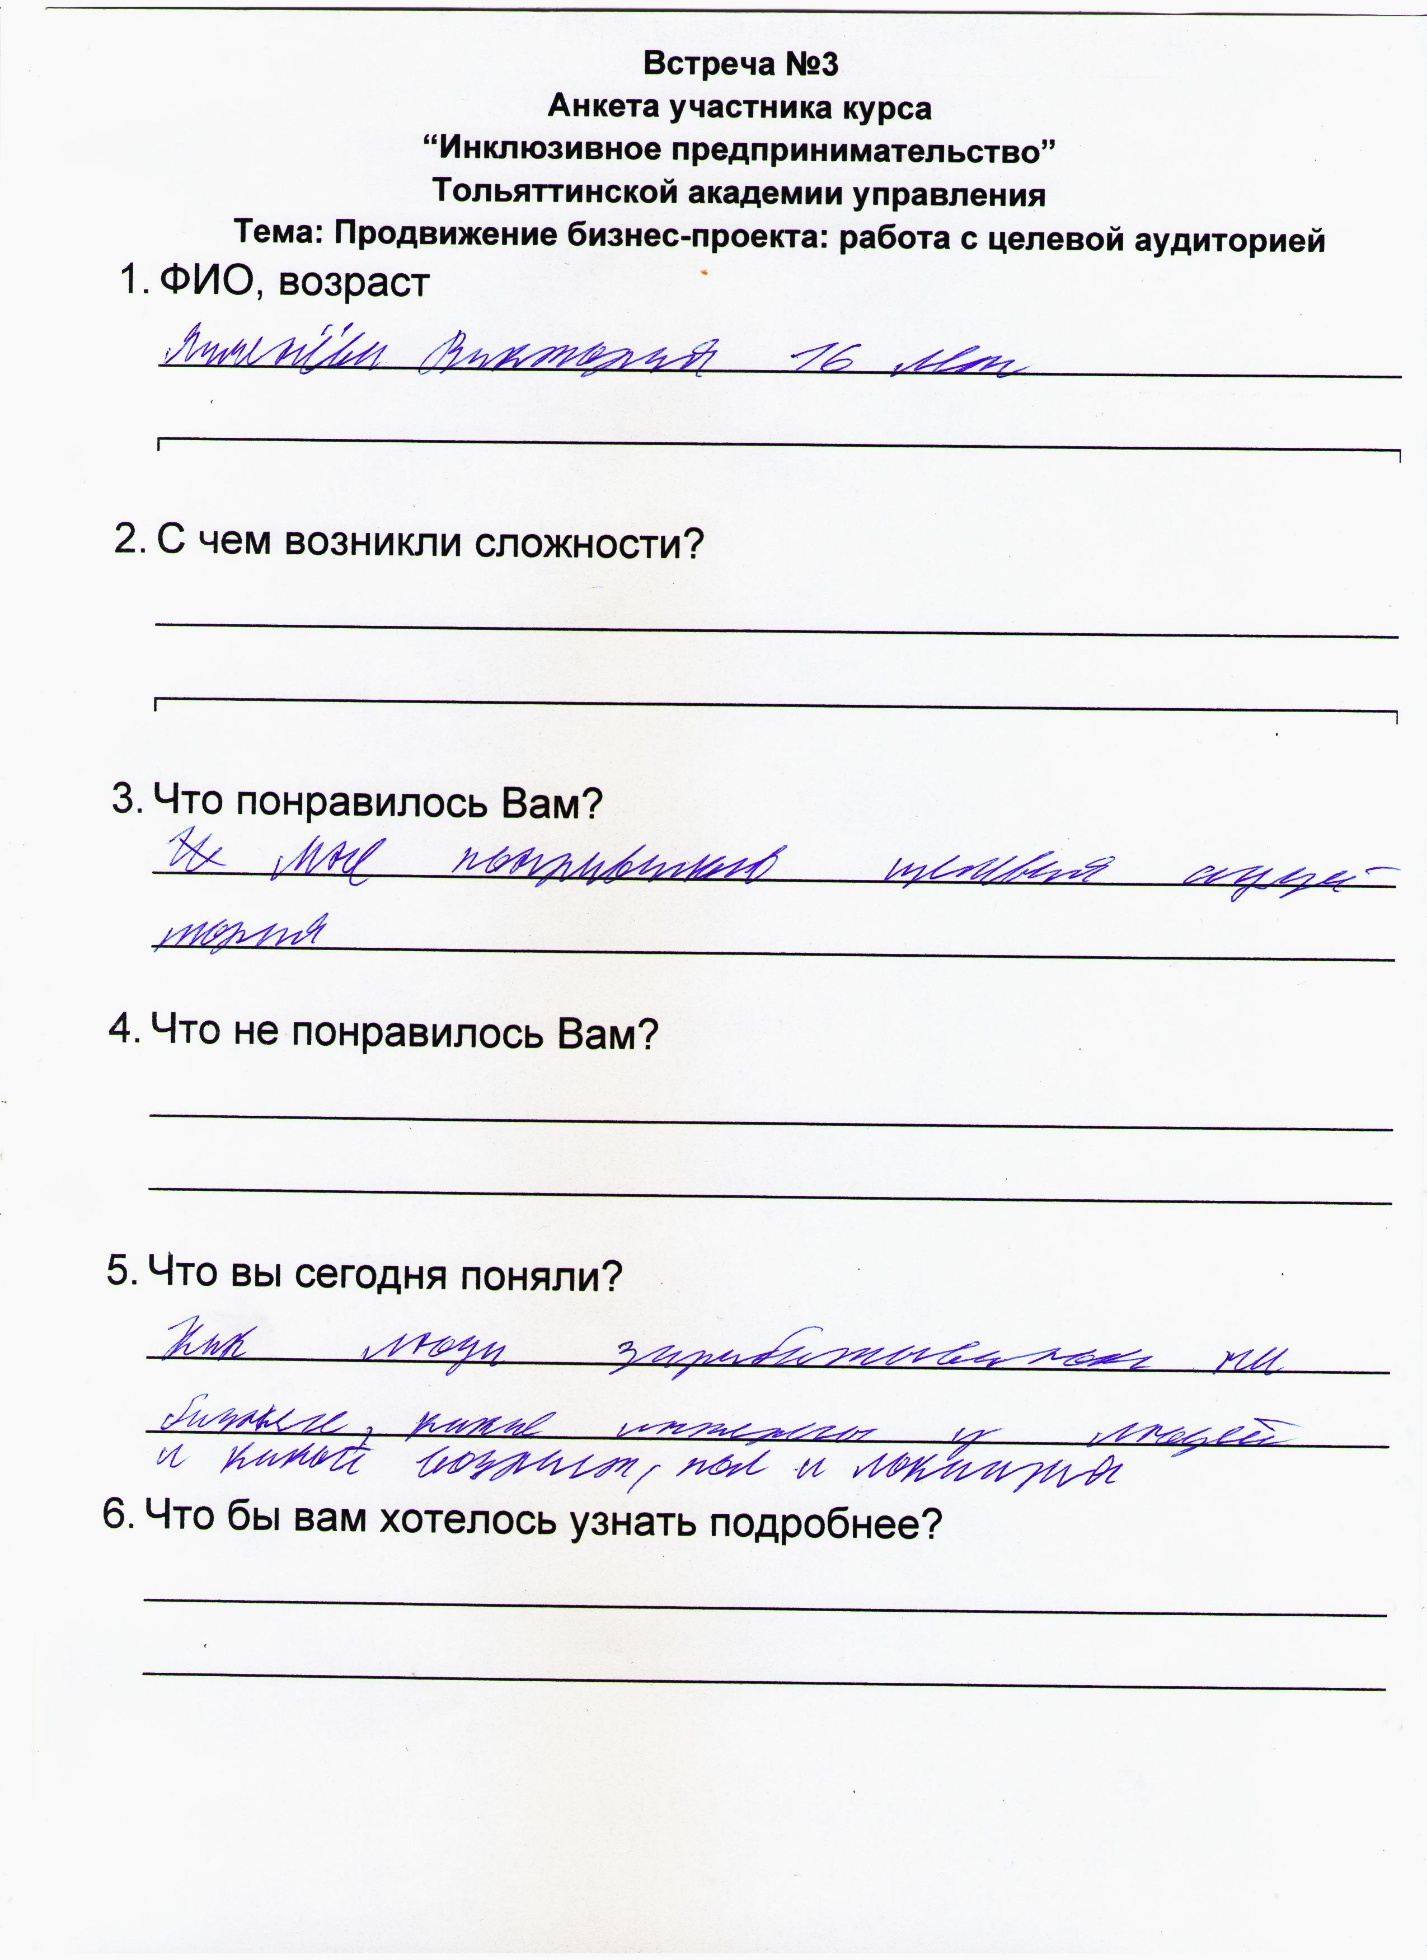 Встреча №3
Анкета участника курса
“Инклюзивное предпринимательство”
Тольяттинской академии управления
Тема: Продвижение бизнес-проекта: работа с целевой аудиторией
1. ФИО, возраст
Виктория 16 лет
2. С чем возникли сложности?
3. Что понравилось Вам?
Мне понравилось целевая аудит
тория
4. Что не понравилось Вам?
5. Что вы сегодня поняли?
Как люди зарабатывают на
бизнесе, какие интересы у людей
и какой возраст, пол и локация
6. Что бы вам хотелось узнать подробнее?